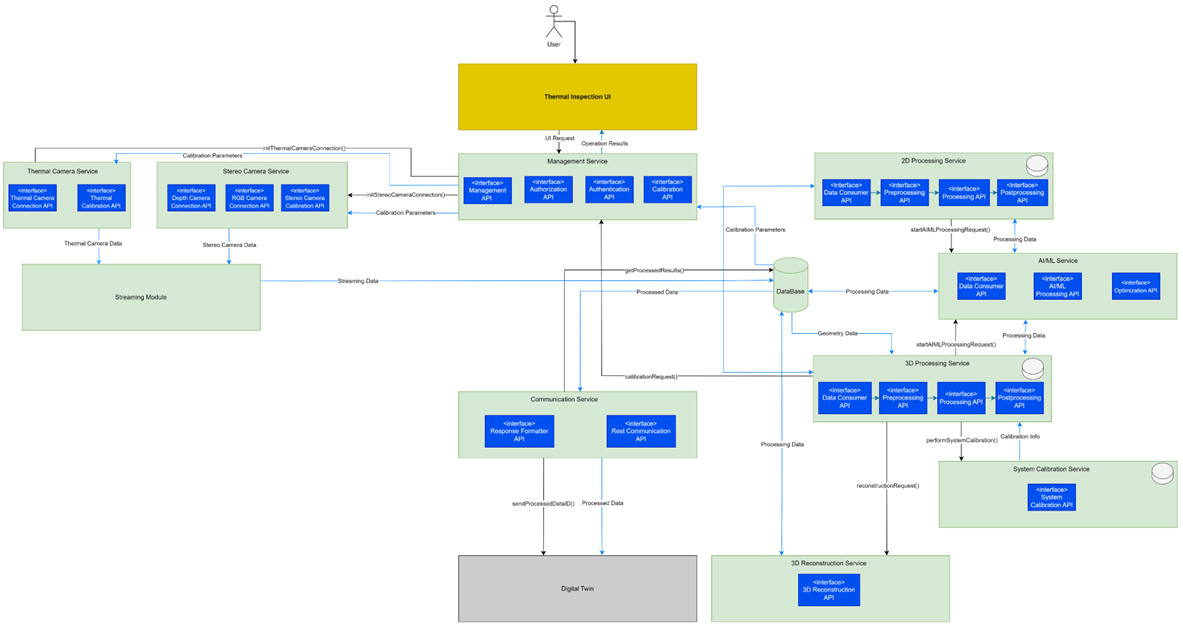 User
Thermal Inspection UI
UI Request
Operation Results
initThermalCameraConnection()
Calibration Parameters
Thermal Camera Service
<interface>
Thermal Camera
Connection API
<interface>
Thermal
Calibration API
Stereo Camera Service
<interface>
Depth Camera
Connection API
<interface>
RGB Camera
Connection API
<interface>
Stereo Camera
Calibration API
initStereoCameraConnection()
Calibration Parameters
Management Service
<interface>
Management
API
<interface>
Authorization
API
<interface>
Authentication
API
<interface>
Calibration
API
2D Processing Service
<interface>
Data Consumer
API
<interface>
Preprocessing
API
<interface>
Processing API
<interface>
Postprocessing
API
Calibration Parameters
startAIMLProcessingRequest()
Processing Data
Thermal Camera Data
Stereo Camera Data
Streaming Module
Streaming Data
getProcessedResults()
Processed Data
DataBase
Processing Data
AI/ML Service
<interface>
Data Consumer
API
<interface>
AI/ML
Processing API
<interface>
Optimization API
Geometry Data
startAIMLProcessingRequest()
Processing Data
calibrationRequest()
3D Processing Service
<interface>
Data Consumer
API
<interface>
Preprocessing
API
<interface>
Processing API
<interface>
Postprocessing
API
Communication Service
<interface>
Response Formatter
API
<interface>
Rest Communication
API
Processing Data
performSystemCalibration()
Calibration Info
reconstructionRequest()
System Calibration Service
<interface>
System
Calibration API
sendProcessedDataID()
Processed Data
Digital Twin
3D Reconstruction Service
<interface>
3D Reconstruction
API